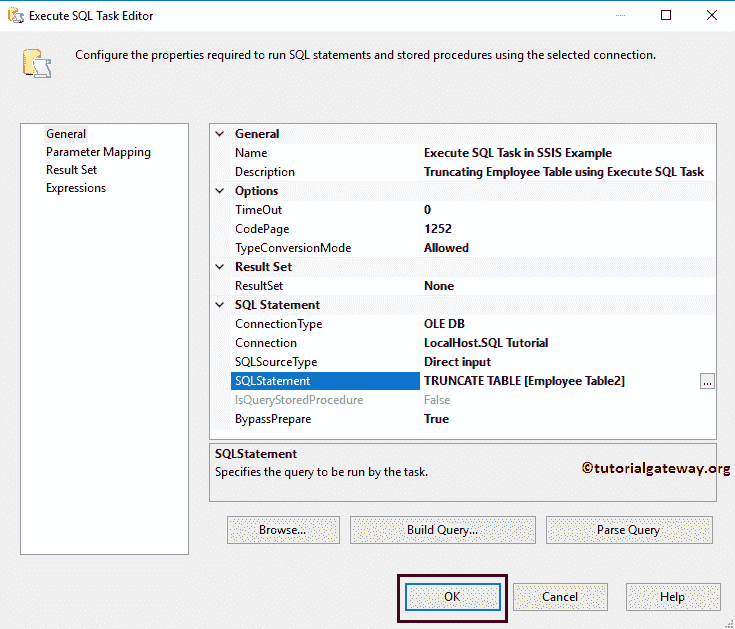 Execute SQL Task Editor
Configure the properties required to run SQL statements and stored procedures using the selected connection.
General
Parameter Mapping
Result Set
Expressions
General
Name Execute SQL Task in SSIS Example
Description Truncating Employee Table using Execute SQL Task
Options
TimeOut 0
CodePage 1252
TypeConversionMode Allowed
Result Set
ResultSet None
SQL Statement
ConnectionType OLE DB
Connection LocalHost.SQL Tutorial
SQLSourceType Direct input
SQLStatement TRUNCATE TABLE [Employee Table2] ...
IsQueryStoredProcedure False
BypassPrepare True
SQLStatement
Specifies the query to be run by the task.
©tutorialgateway.org
Browse... Build Query... Parse Query
OK Cancel Help